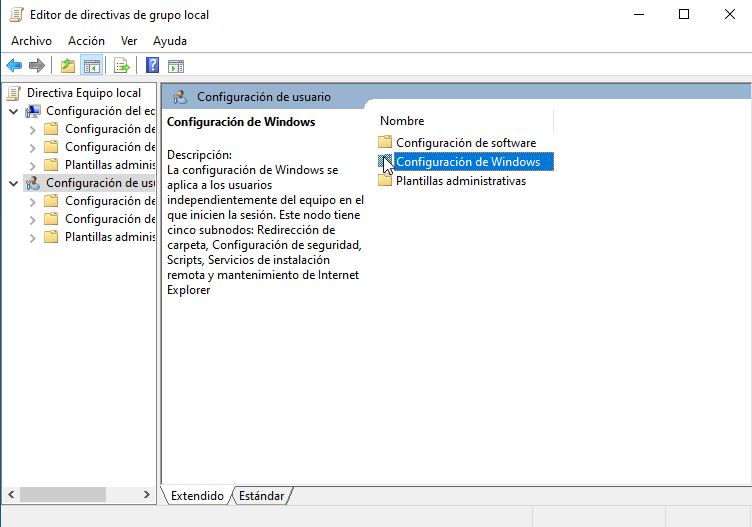 Editor de directivas de grupo local
Archivo Acción Ver Ayuda
Directiva Equipo local
Configuración del ec
Configuración de
Configuración de
Plantillas adminis
Configuración de usu
Configuración de
Configuración de
Plantillas adminis
Configuración de usuario
Configuración de Windows
Descripción:
La configuración de Windows se
aplica a los usuarios
independientemente del equipo en el
que inicien la sesión. Este nodo tiene
cinco subnodos: Redirección de
carpeta, Configuración de seguridad,
Scripts, Servicios de instalación
remota y mantenimiento de Internet
Explorer
Nombre
Configuración de software
Configuración de Windows
Plantillas administrativas
Extendido Estándar